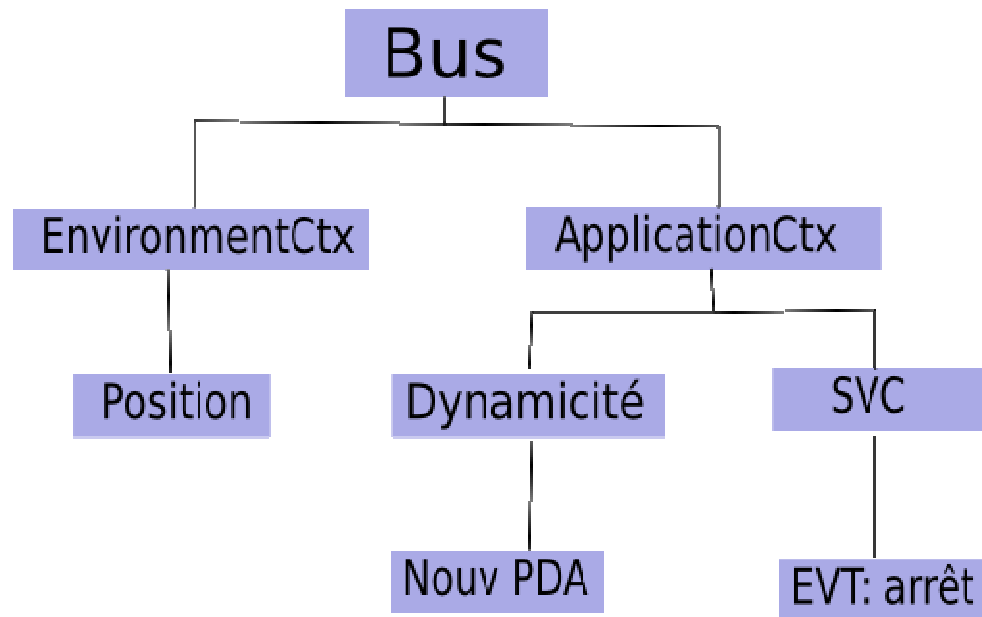 Bus
EnvironmentCtx
ApplicationCtx
Position
Dynamicité
SVC
Nouv PDA
EVT: arrêt